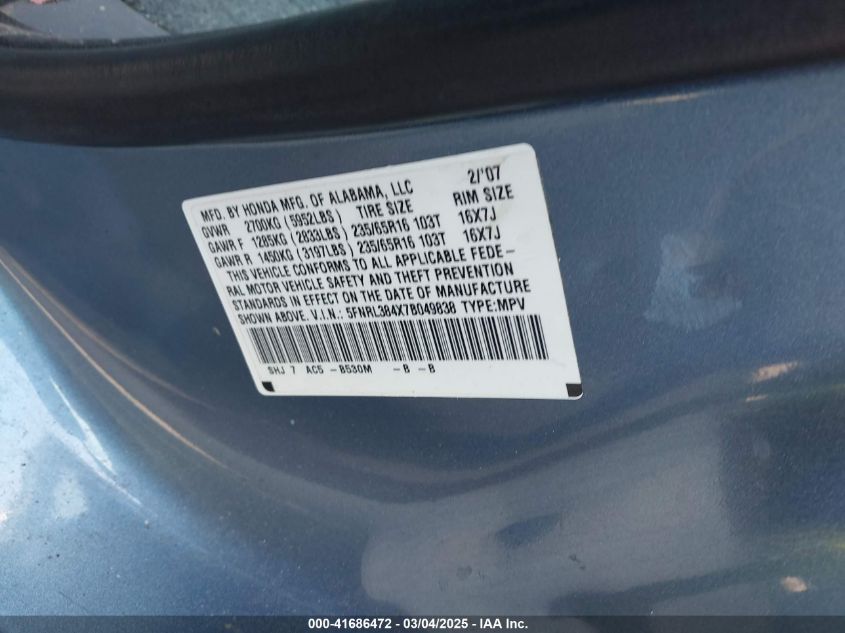 MFD. BY HONDA MFG. OF ALABAMA, LLC 2/'07
GVWR 2700KG (5952LBS) TIRE SIZE RIM SIZE
GAWR F 1285KG (2833LBS) 235/65R16 103T 16X7J
GAWR R 1450KG (3197LBS) 235/65R16 103T 16X7J
THIS VEHICLE CONFORMS TO ALL APPLICABLE FEDE-
RAL MOTOR VEHICLE SAFETY AND THEFT PREVENTION
STANDARDS IN EFFECT ON THE DATE OF MANUFACTURE
SHOWN ABOVE. V.I.N.: 5FNRL384X7B049838 TYPE:MPV
SHJ 7 AC5 -B530M -B -B
000-41686472 - 03/04/2025 - IAA Inc.